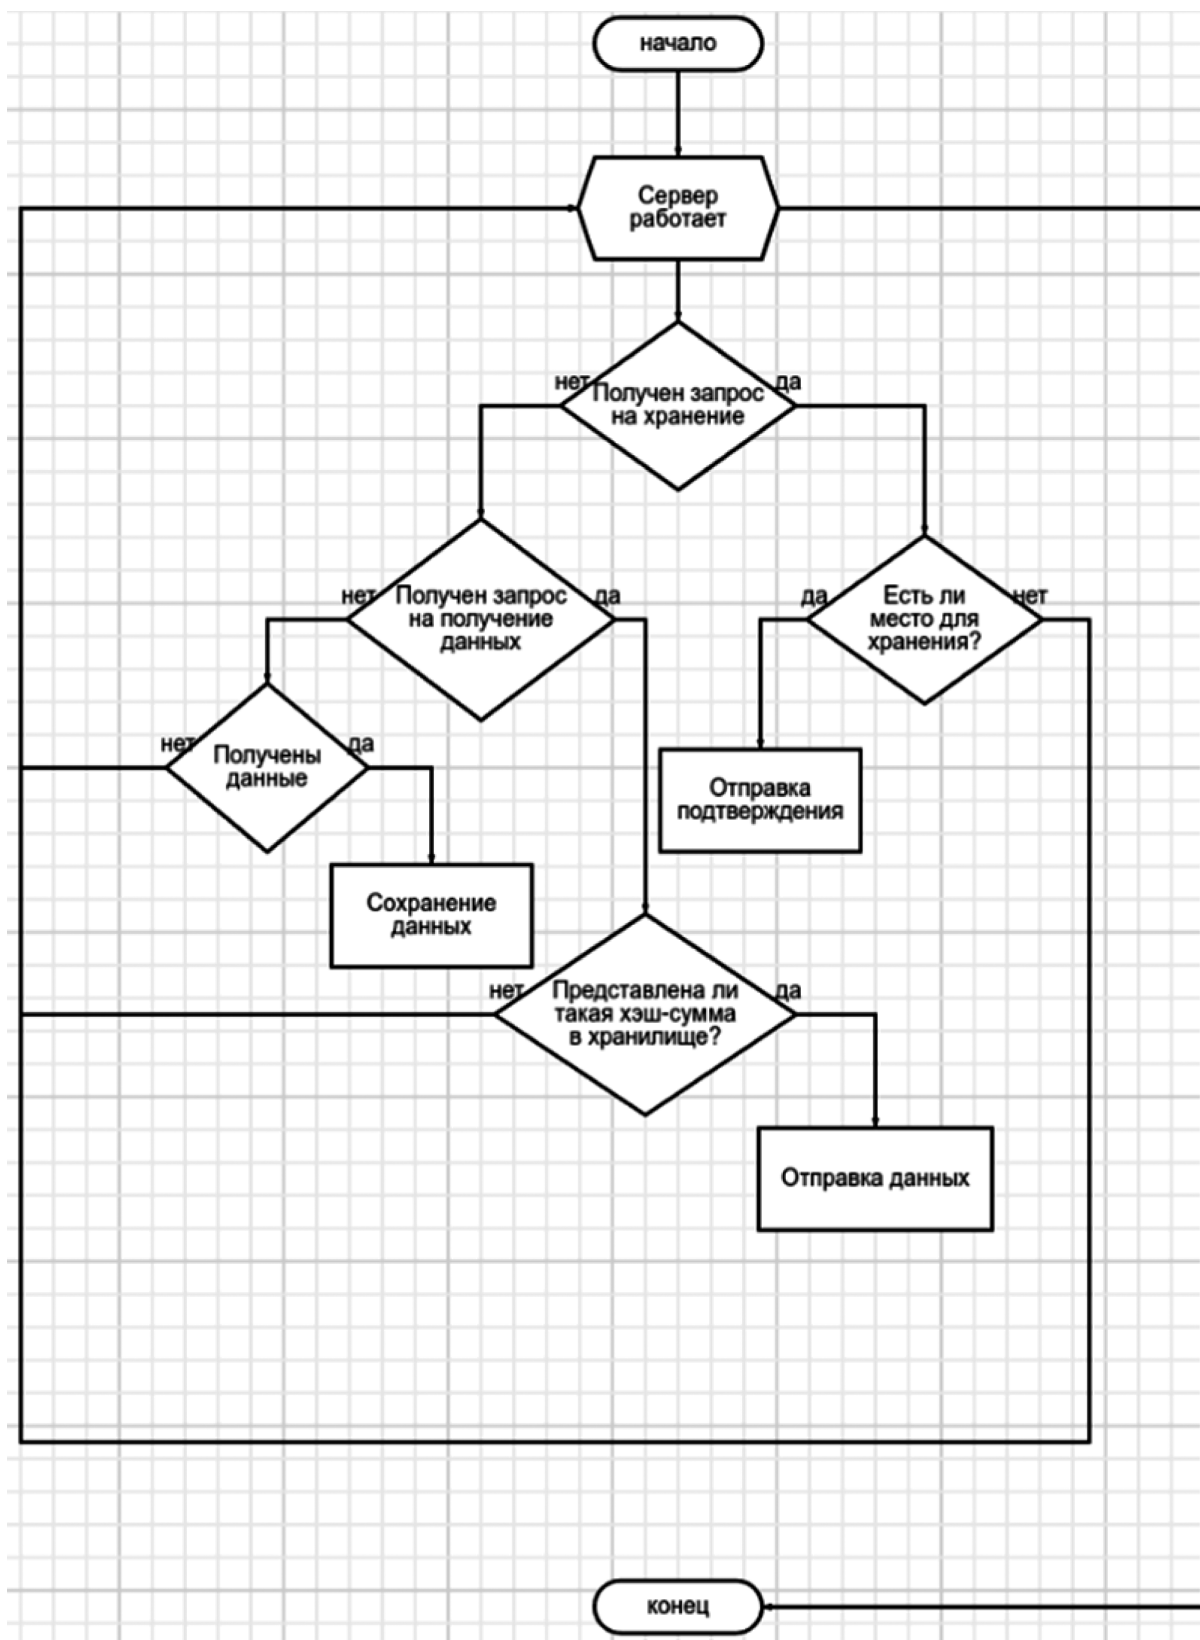 начало
Сервер
работает
нет
да
Получен запрос
на хранение
нет
Получен запрос
на получение
данных
да
да
Есть ли
место для
хранения?
нет
нет
Получены
данные
да
Отправка
подтверждения
Сохранение
данных
нет
Представлена ли
такая хэш-сумма
в хранилище?
да
Отправка данных
конец